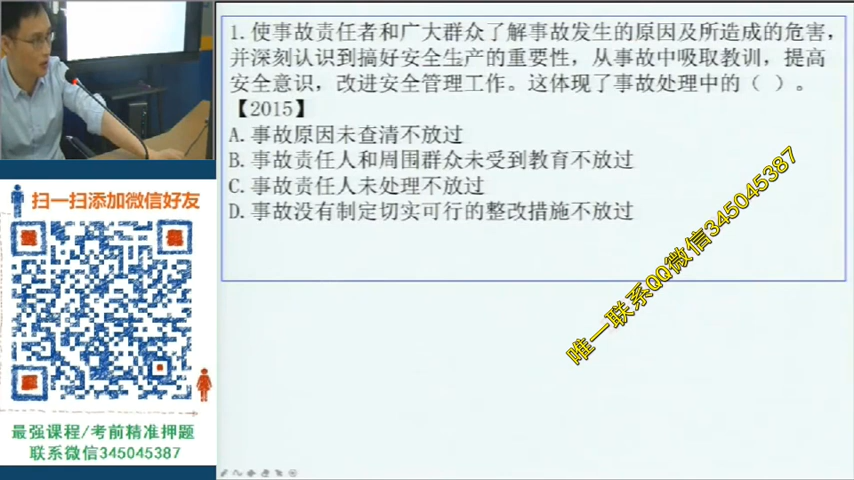 1. 使事故责任者和广大群众了解事故发生的原因及所造成的危害，
并深刻认识到搞好安全生产的重要性，从事故中吸取教训，提高
安全意识，改进安全管理工作。这体现了事故处理中的（ ）。
【2015】
A. 事故原因未查清不放过
B. 事故责任人和周围群众未受到教育不放过
C. 事故责任人未处理不放过
D. 事故没有制定切实可行的整改措施不放过
唯一联系QQ微信345045387
扫一扫添加微信好友
最强课程/考前精准押题
联系微信345045387